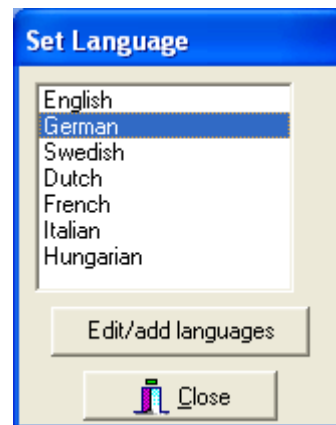 Set Language
English
German
Swedish
Dutch
French
Italian
Hungarian
Edit/add languages
Close